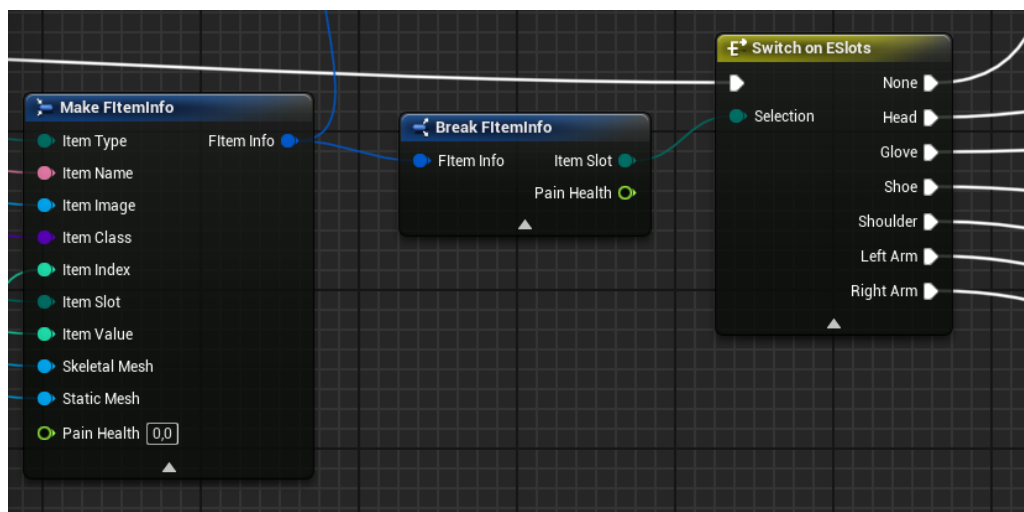 Make FItemInfo
Item Type
FItem Info
Item Name
Item Image
Item Class
Item Index
Item Slot
Item Value
Skeletal Mesh
Static Mesh
Pain Health 0,0
Break FItemInfo
FItem Info
Item Slot
Pain Health
Switch on ESlots
None
Selection
Head
Glove
Shoe
Shoulder
Left Arm
Right Arm